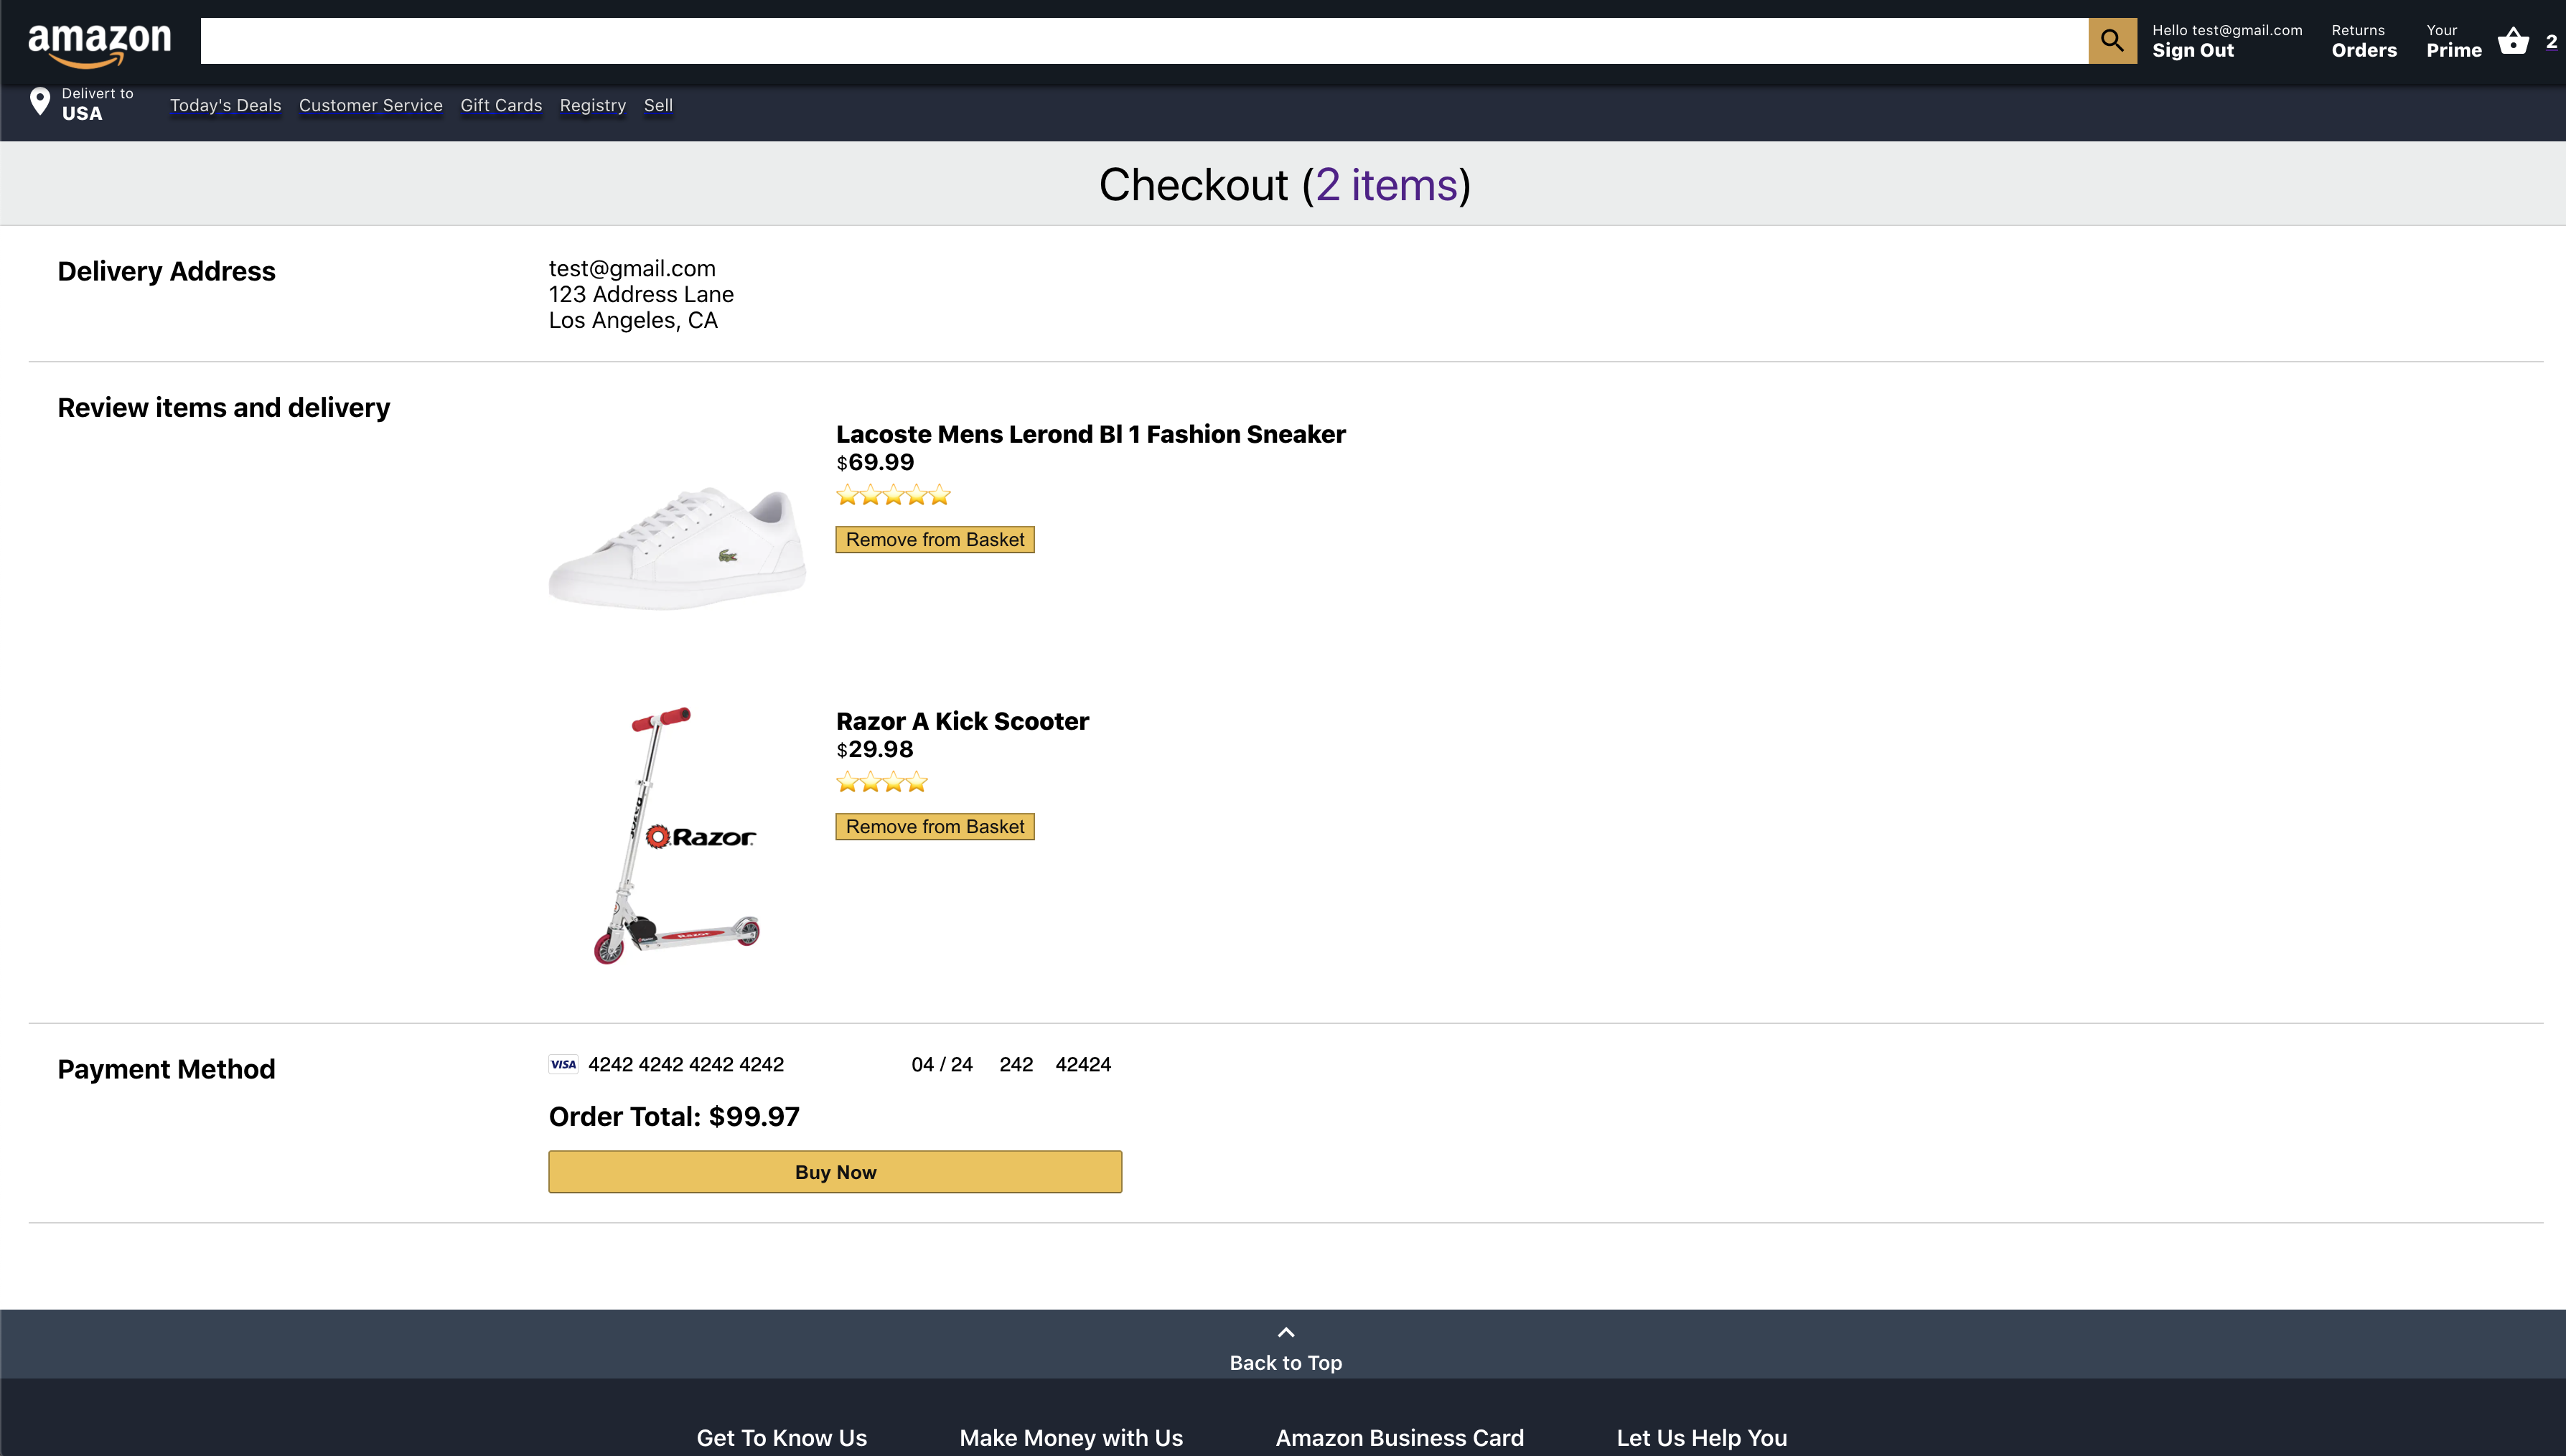 amazon
Hello test@gmail.com
Sign Out
Returns
Orders
Your
Prime
2
Delivert to
USA
Today's Deals Customer Service Gift Cards Registry Sell
Checkout (2 items)
Delivery Address
test@gmail.com
123 Address Lane
Los Angeles, CA
Review items and delivery
Lacoste Mens Lerond Bl 1 Fashion Sneaker
$69.99
Remove from Basket
Razor A Kick Scooter
$29.98
Remove from Basket
Razor
Razor
Razor
Payment Method
VISA 4242 4242 4242 4242 04 / 24 242 42424
Order Total: $99.97
Buy Now
Back to Top
Get To Know Us Make Money with Us Amazon Business Card Let Us Help You